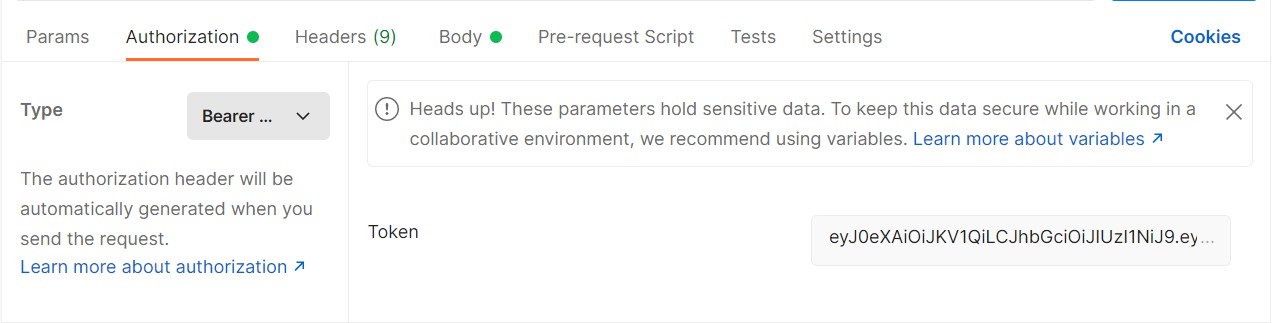 Params Authorization Headers (9) Body Pre-request Script Tests Settings Cookies
Type Bearer ...
The authorization header will be
automatically generated when you
send the request.
Learn more about authorization ↗
Heads up! These parameters hold sensitive data. To keep this data secure while working in a
collaborative environment, we recommend using variables. Learn more about variables ↗
Token eyJ0eXAiOiJKV1QiLCJhbGciOiJIUzI1NiJ9.ey...